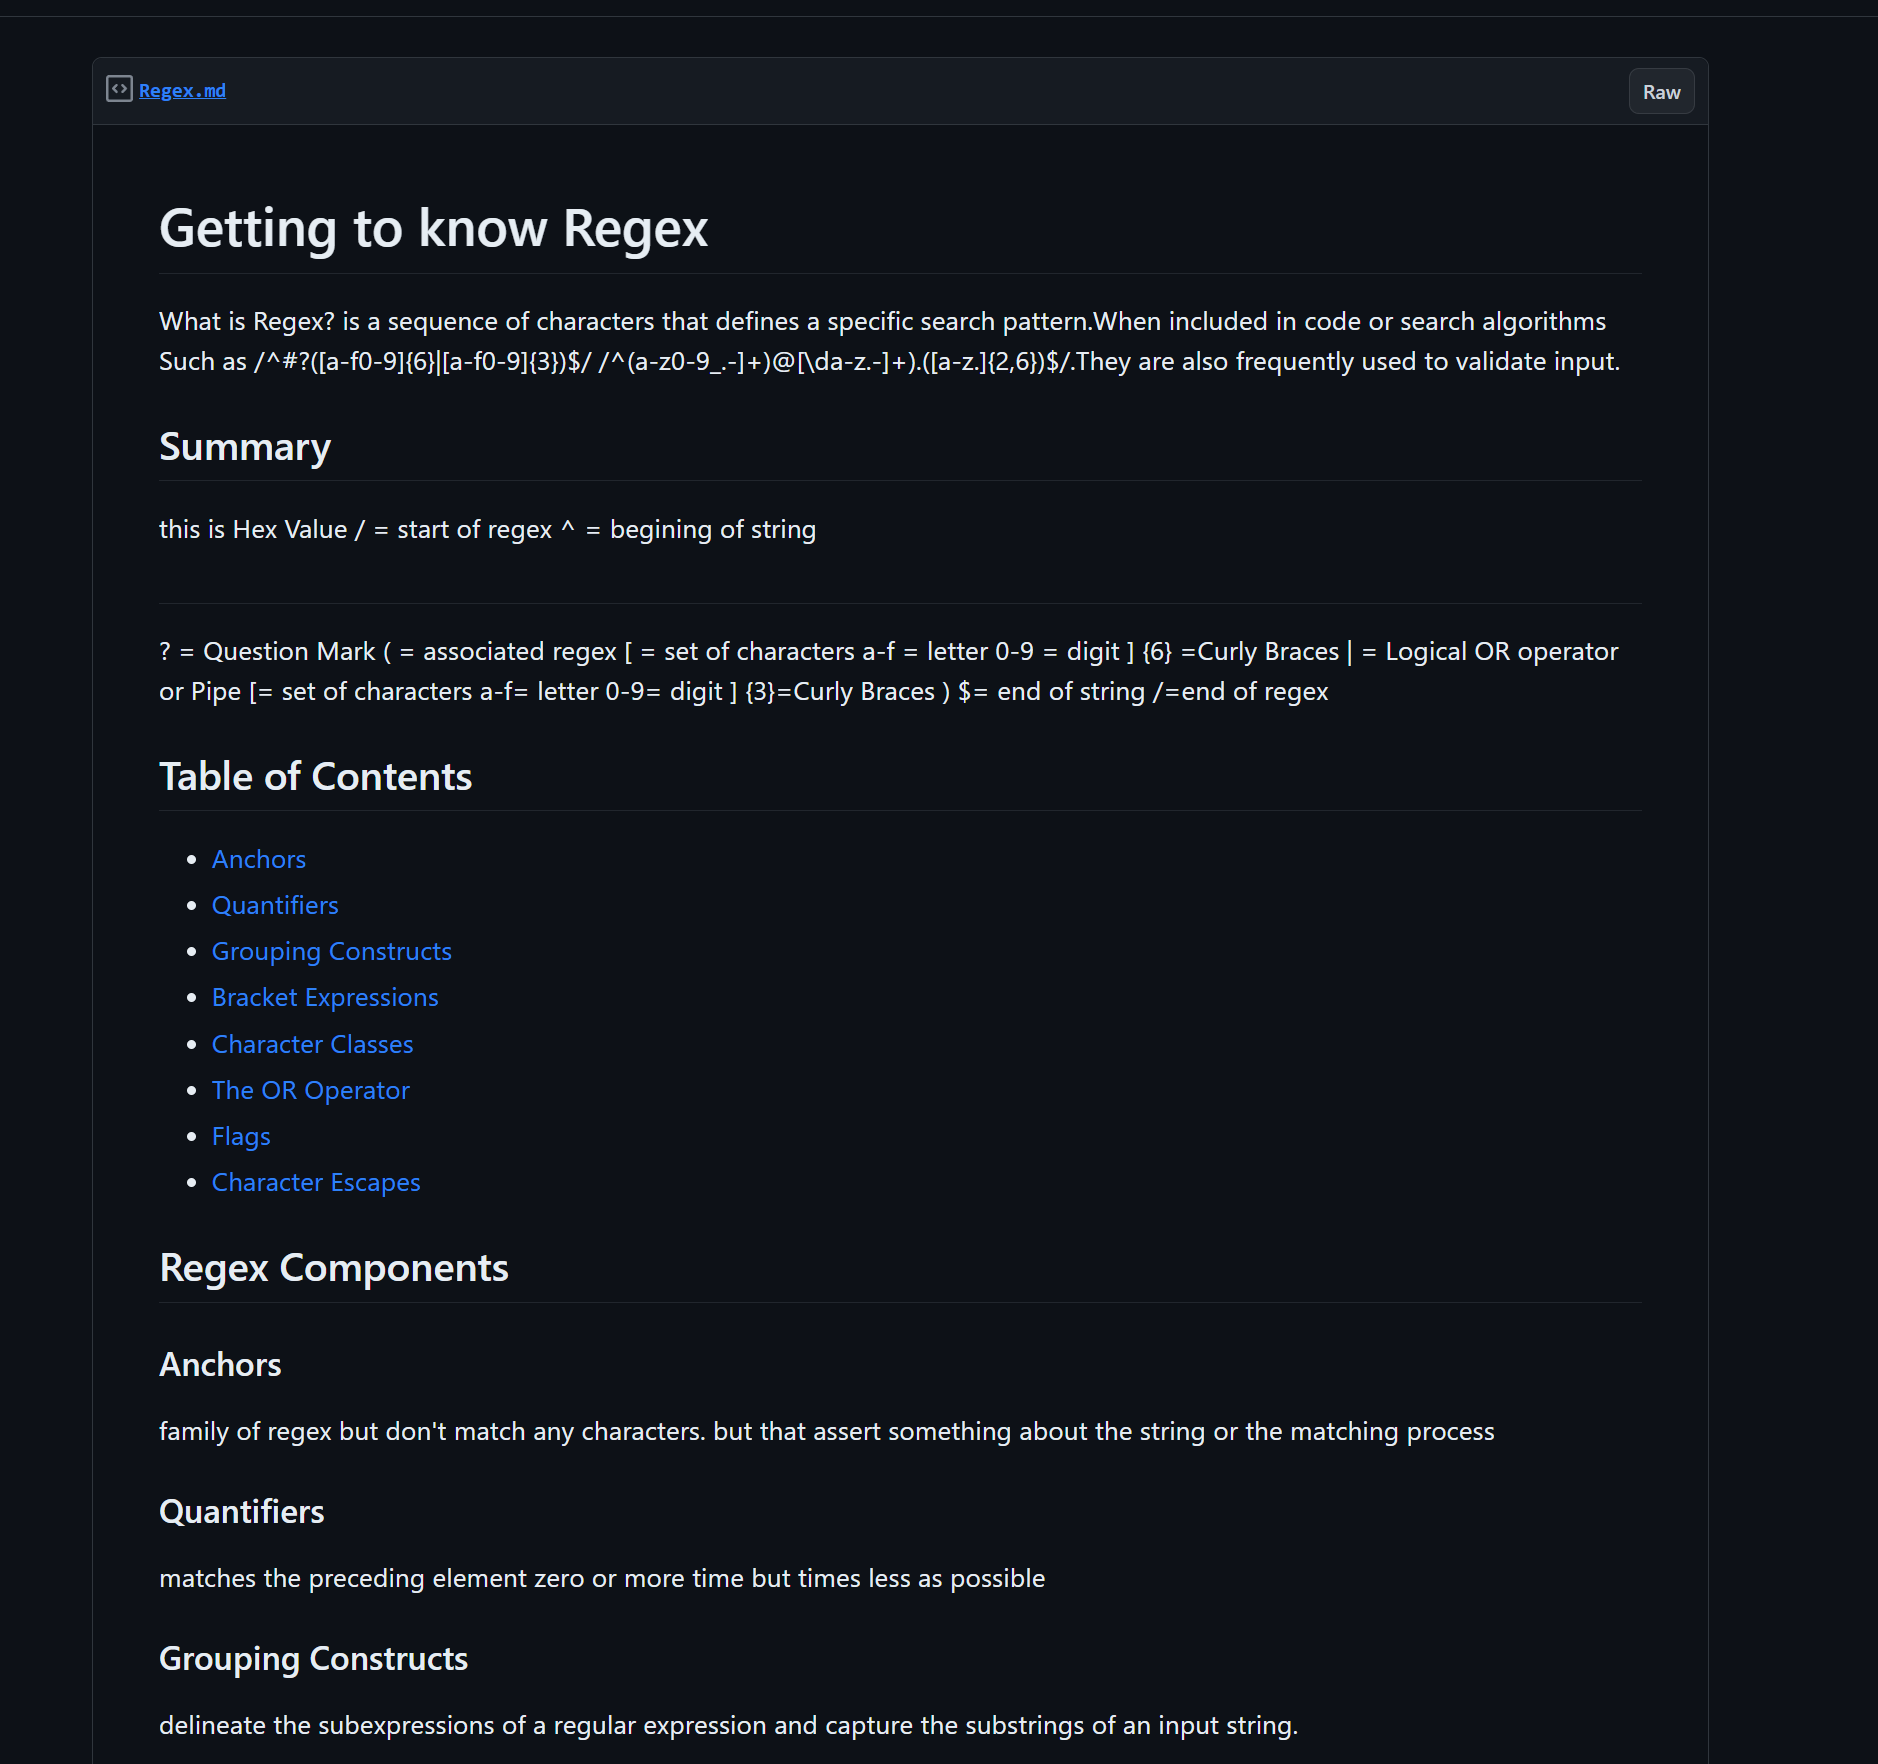 Regex.md
Raw
Getting to know Regex
What is Regex? is a sequence of characters that defines a specific search pattern.When included in code or search algorithms
Such as /^#?([a-f0-9]{6}|[a-f0-9]{3})$/ /^(a-z0-9_.-]+)@[\da-z.-]+).([a-z.]{2,6})$/.They are also frequently used to validate input.
Summary
this is Hex Value / = start of regex ^ = begining of string
? = Question Mark ( = associated regex [ = set of characters a-f = letter 0-9 = digit ] {6} =Curly Braces | = Logical OR operator
or Pipe [= set of characters a-f= letter 0-9= digit ] {3}=Curly Braces ) $= end of string /=end of regex
Table of Contents
Anchors
Quantifiers
Grouping Constructs
Bracket Expressions
Character Classes
The OR Operator
Flags
Character Escapes
Regex Components
Anchors
family of regex but don't match any characters. but that assert something about the string or the matching process
Quantifiers
matches the preceding element zero or more time but times less as possible
Grouping Constructs
delineate the subexpressions of a regular expression and capture the substrings of an input string.